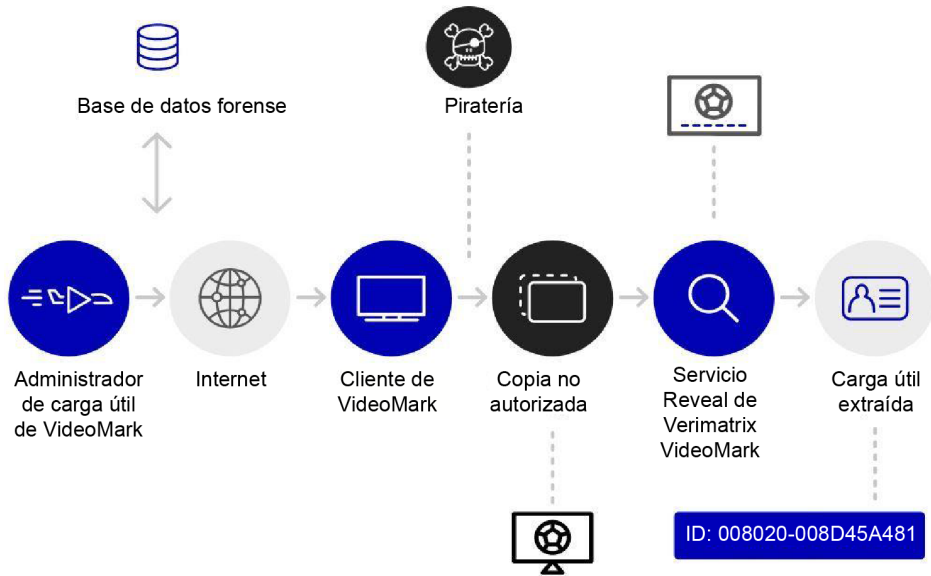 Base de datos forense
Piratería
Administrador
de carga útil
de VideoMark
Internet
Cliente de
VideoMark
Copia no
autorizada
Servicio
Reveal de
Verimatrix
VideoMark
Carga útil
extraída
ID: 008020-008D45A481